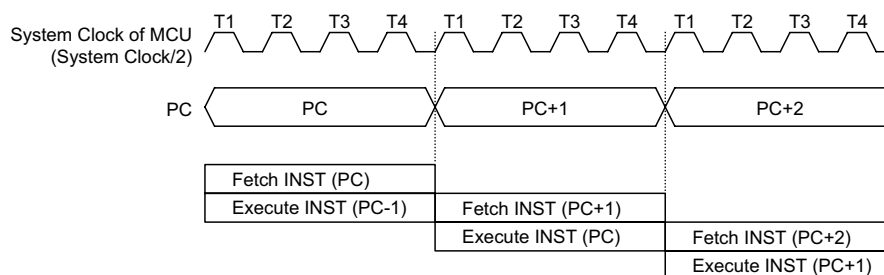 T1 T2 T3 T4 T1 T2 T3 T4 T1 T2 T3 T4
System Clock of MCU
(System Clock/2)
PC PC PC+1 PC+2
Fetch INST (PC)
Execute INST (PC-1) Fetch INST (PC+1)
Execute INST (PC) Fetch INST (PC+2)
Execute INST (PC+1)